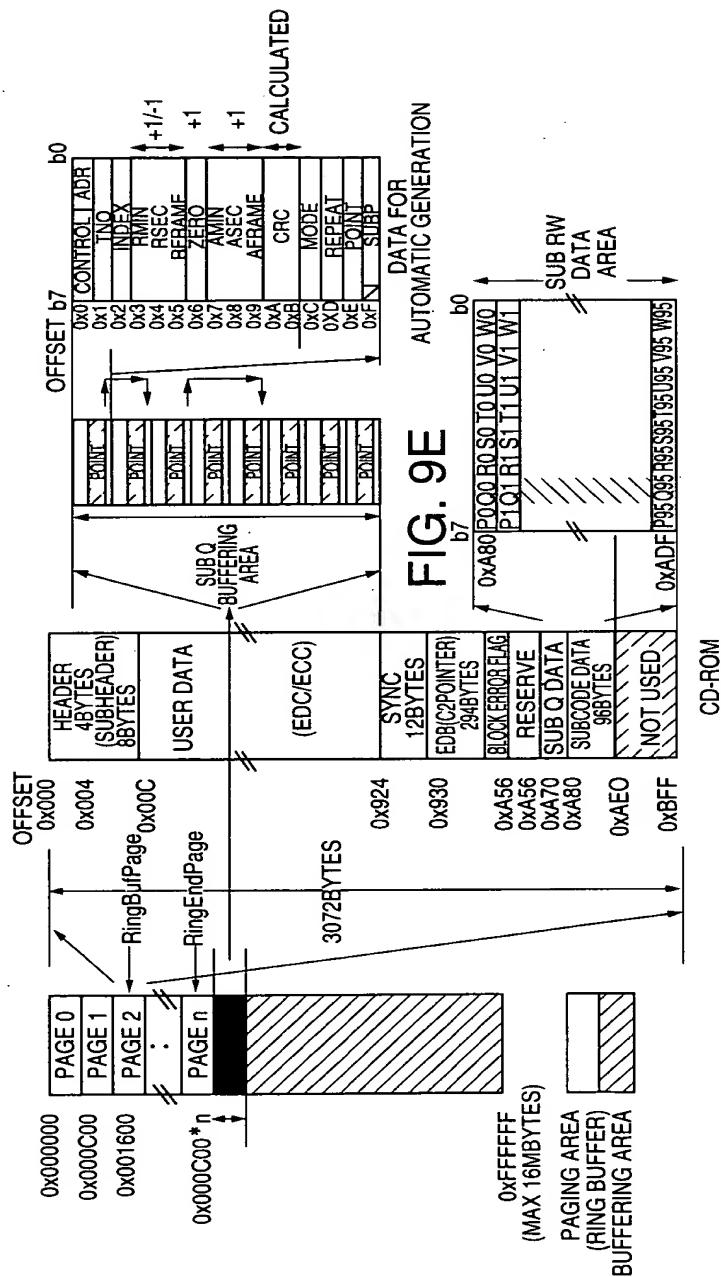 0x000000
0x000C00
0x001600
0x000C00*n
PAGE 0
PAGE 1
PAGE 2
:
PAGE n
RingBufPage
RingEndPage
3072BYTES
0xFFFFFF
(MAX 16MBYTES)
PAGING AREA
(RING BUFFER)
BUFFERING AREA
OFFSET
0x000
0x004
0x00C
0x924
0x930
0xA56
0xA56
0xA70
0xA80
0xAE0
0xBFF
HEADER
4BYTES
(SUBHEADER)
8BYTES
USER DATA
(EDC/ECC)
SYNC
12BYTES
EDB(C2POINTER)
294BYTES
BLOCK ERROR FLAG
RESERVE
SUB Q DATA
SUBCODE DATA
96BYTES
NOT USED
CD-ROM
SUB Q
BUFFERING
AREA
POINT
POINT
POINT
POINT
POINT
POINT
POINT
POINT
OFFSET b7 b0
0x0 CONTROL ADR
0x1 TNO
0x2 INDEX
0x3 RMIN
0x4 RSEC
0x5 RFRAME
0x6 ZERO
0x7 AMIN
0x8 ASEC
0x9 AFRAME
0xA
0xB
CRC
0xC MODE
0xD REPEAT
0xE POINT
0xF SUBP
+1/-1
+1
+1
CALCULATED
DATA FOR
AUTOMATIC GENERATION
FIG. 9E
b7 b0
0xA80 P0Q0 R0 S0 T0 U0 V0 W0
P1Q1 R1 S1 T1 U1 V1 W1
0xADF P95 Q95 R95S95T95U95 V95 W95
SUB RW
DATA
AREA